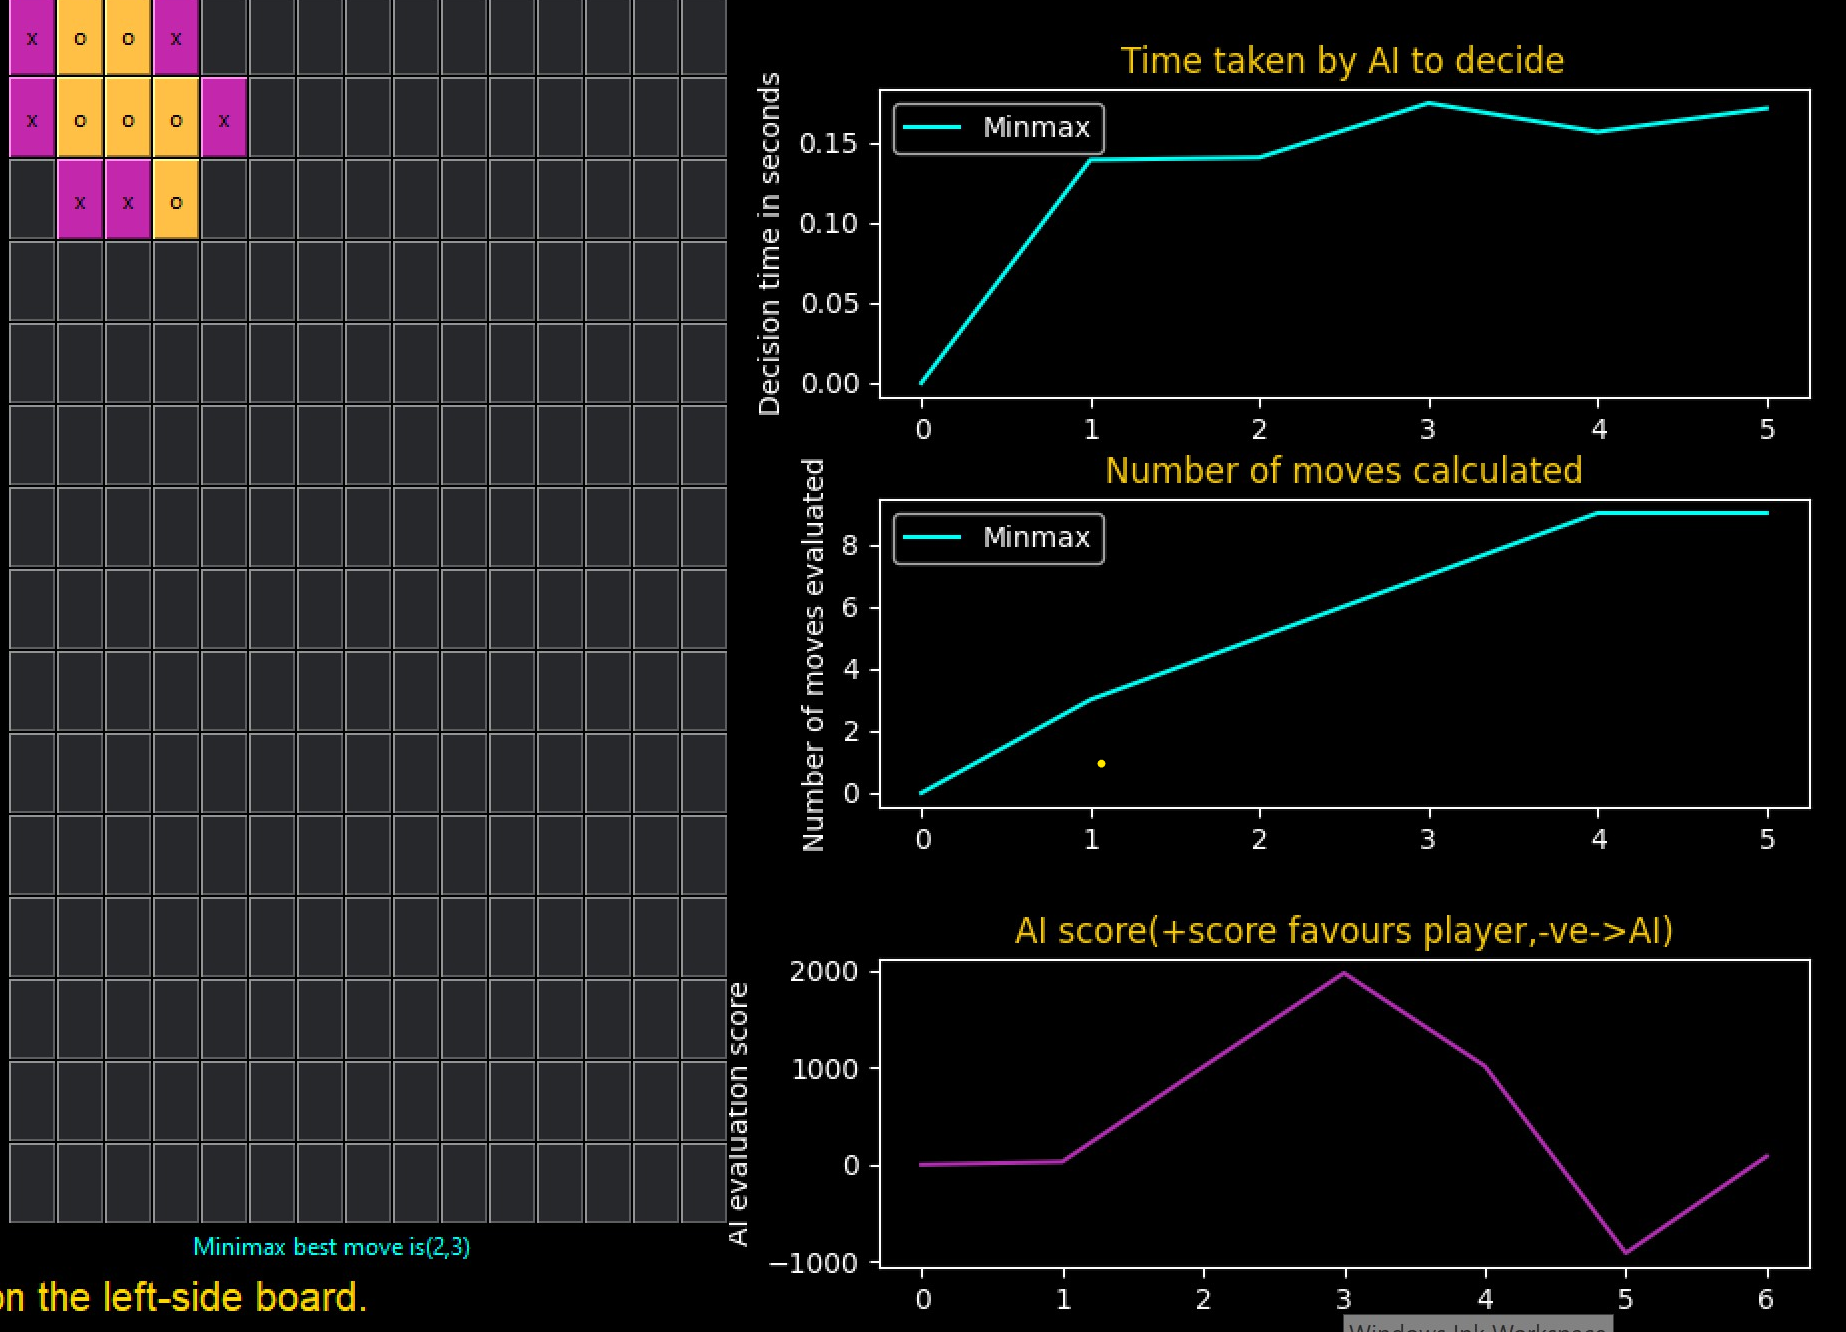 x o o x
x o o o x
x x o
Minimax best move is(2,3)
on the left-side board.
Time taken by AI to decide
Decision time in seconds
Minmax
0.15
0.10
0.05
0.00
0 1 2 3 4 5
Number of moves calculated
Number of moves evaluated
Minmax
8
6
4
2
0
0 1 2 3 4 5
AI score(+score favours player,-ve->AI)
AI evaluation score
2000
1000
0
−1000
0 1 2 3 4 5 6
Windows Ink Workspace